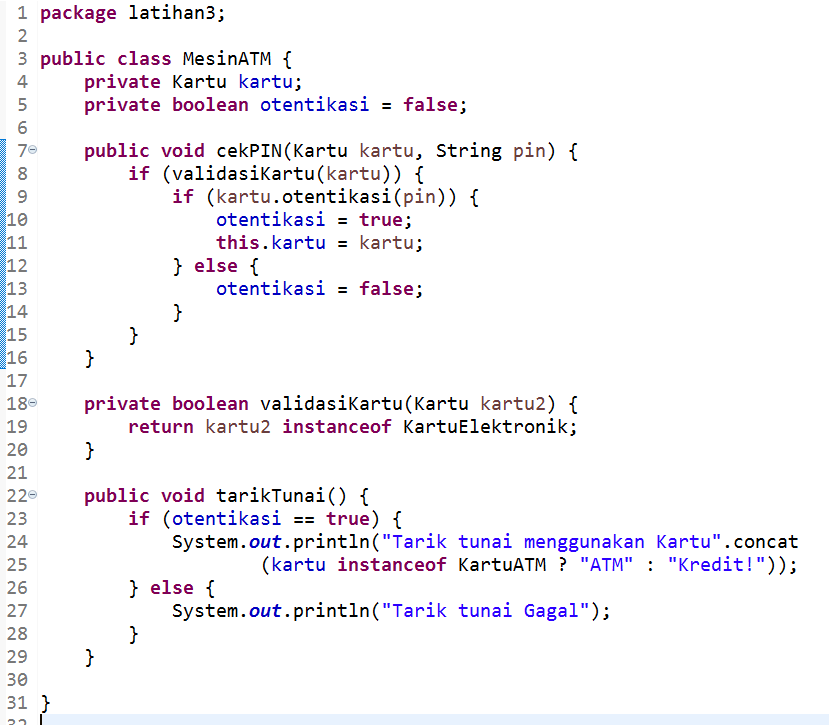 1 package latihan3;
2
3 public class MesinATM {
4     private Kartu kartu;
5     private boolean otentikasi = false;
6
7     public void cekPIN(Kartu kartu, String pin) {
8         if (validasiKartu(kartu)) {
9             if (kartu.otentikasi(pin)) {
10                 otentikasi = true;
11                 this.kartu = kartu;
12             } else {
13                 otentikasi = false;
14             }
15         }
16     }
17
18     private boolean validasiKartu(Kartu kartu2) {
19         return kartu2 instanceof KartuElektronik;
20     }
21
22     public void tarikTunai() {
23         if (otentikasi == true) {
24             System.out.println("Tarik tunai menggunakan Kartu".concat
25                     (kartu instanceof KartuATM ? "ATM" : "Kredit!"));
26         } else {
27             System.out.println("Tarik tunai Gagal");
28         }
29     }
30
31 }
32